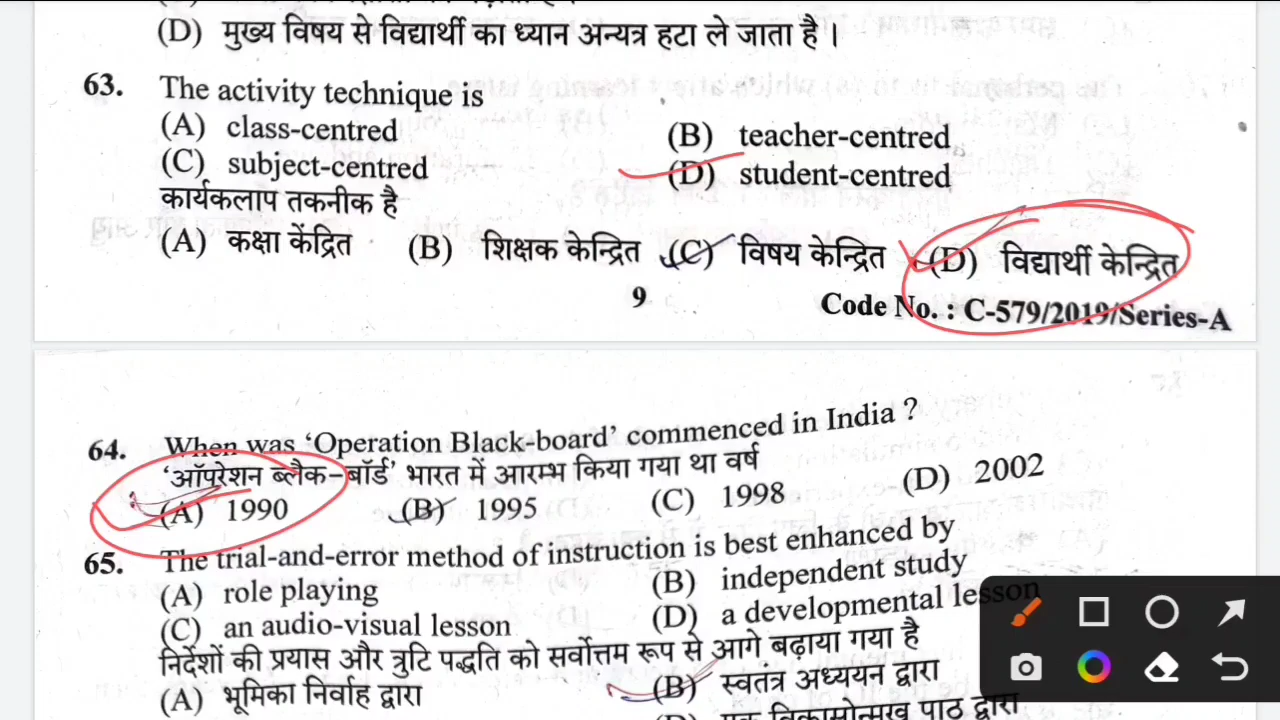 (D) मुख्य विषय से विद्यार्थी का ध्यान अन्यत्र हटा ले जाता है।
63. The activity technique is
(A) class-centred (B) teacher-centred
(C) subject-centred (D) student-centred
कार्यकलाप तकनीक है
(A) कक्षा केंद्रित (B) शिक्षक केन्द्रित (C) विषय केन्द्रित (D) विद्यार्थी केन्द्रित
9 Code No. : C-579/2019/Series-A
64. When was ‘Operation Black-board’ commenced in India ?
‘ऑपरेशन ब्लैक-बॉर्ड’ भारत में आरम्भ किया गया था वर्ष
(A) 1990 (B) 1995 (C) 1998 (D) 2002
65. The trial-and-error method of instruction is best enhanced by
(A) role playing (B) independent study
(C) an audio-visual lesson (D) a developmental lesson
निर्देशों की प्रयास और त्रुटि पद्धति को सर्वोत्तम रूप से आगे बढ़ाया गया है
(A) भूमिका निर्वाह द्वारा (B) स्वतंत्र अध्ययन द्वारा
पाठ द्वारा